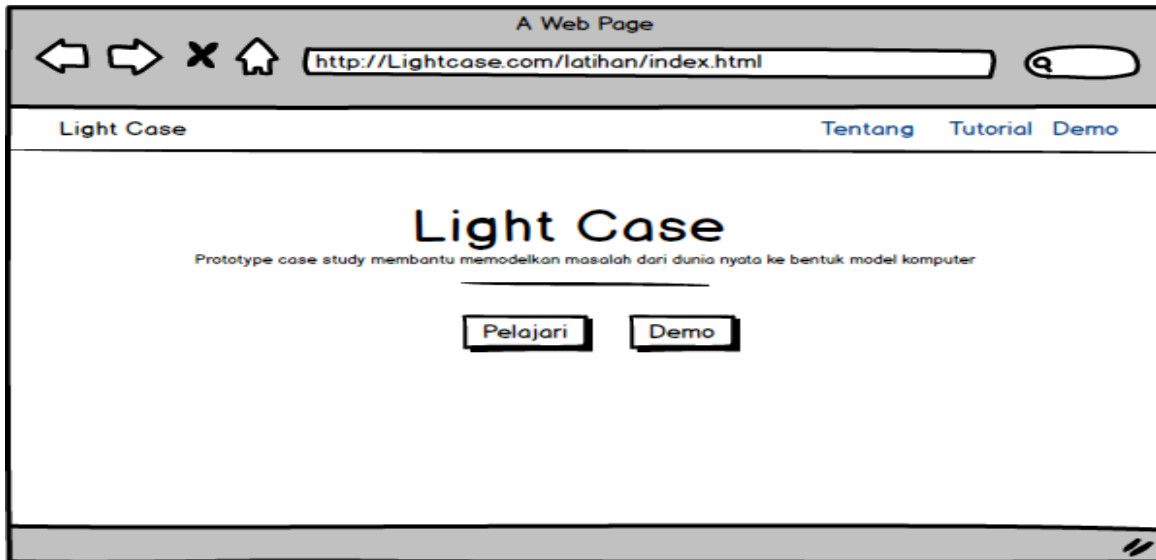 A Web Page
http://Lightcase.com/latihan/index.html
Light Case Tentang Tutorial Demo
Light Case
Prototype case study membantu memodelkan masalah dari dunia nyata ke bentuk model komputer
Pelajari Demo